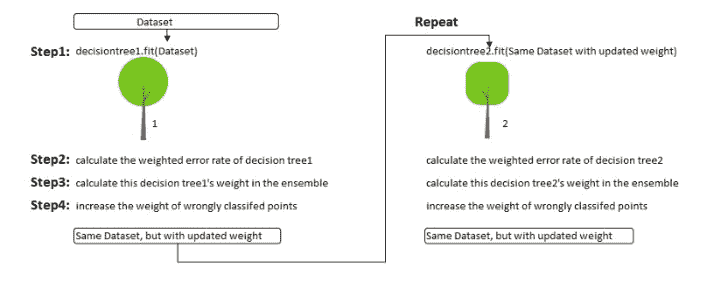 Dataset
Step1: decisiontree1.fit(Dataset)
1
Step2: calculate the weighted error rate of decision tree1
Step3: calculate this decision tree1's weight in the ensemble
Step4: increase the weight of wrongly classifed points
Same Dataset, but with updated weight
Repeat
decisiontree2.fit(Same Dataset with updated weight)
2
calculate the weighted error rate of decision tree2
calculate this decision tree2's weight in the ensemble
increase the weight of wrongly classifed points
Same Dataset, but with updated weight